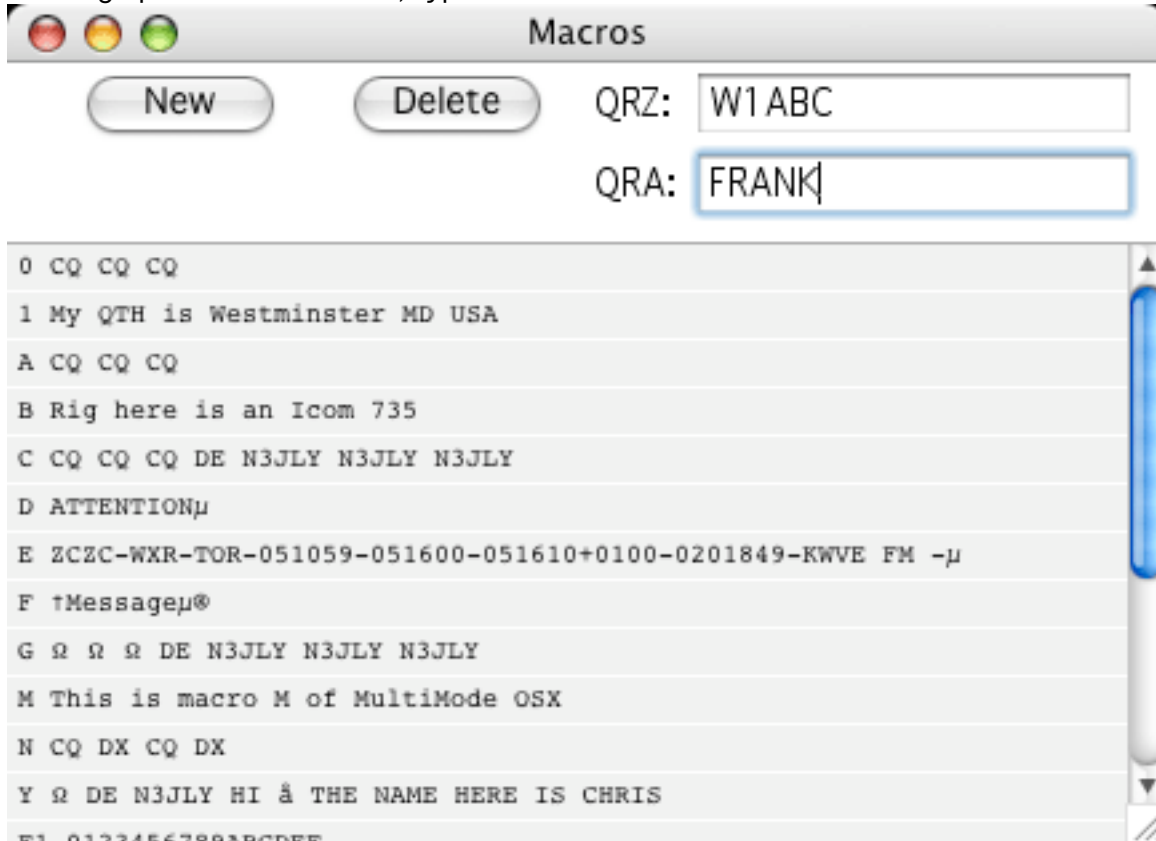 Macros
New Delete QRZ: W1ABC
QRA: FRANK
0 CQ CQ CQ
1 My QTH is Westminster MD USA
A CQ CQ CQ
B Rig here is an Icom 735
C CQ CQ CQ DE N3JLY N3JLY N3JLY
D ATTENTIONµ
E ZCZC-WXR-TOR-051059-051600-051610+0100-0201849-KWVE FM -µ
F †Messageµ®
G Ω Ω Ω DE N3JLY N3JLY N3JLY
M This is macro M of MultiMode OSX
N CQ DX CQ DX
Y Ω DE N3JLY HI å THE NAME HERE IS CHRIS